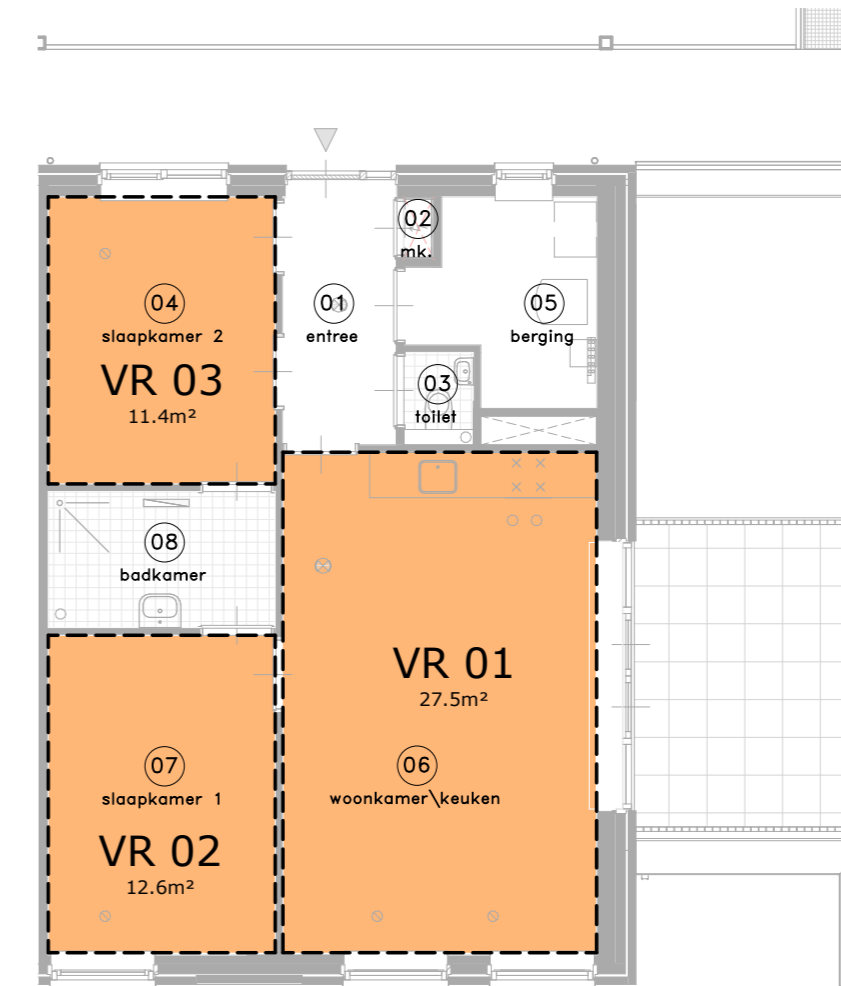 02
mk.
04
slaapkamer 2
VR 03
11.4m²
01
entree
05
berging
03
toilet
08
badkamer
VR 01
27.5m²
06
woonkamer\keuken
07
slaapkamer 1
VR 02
12.6m²